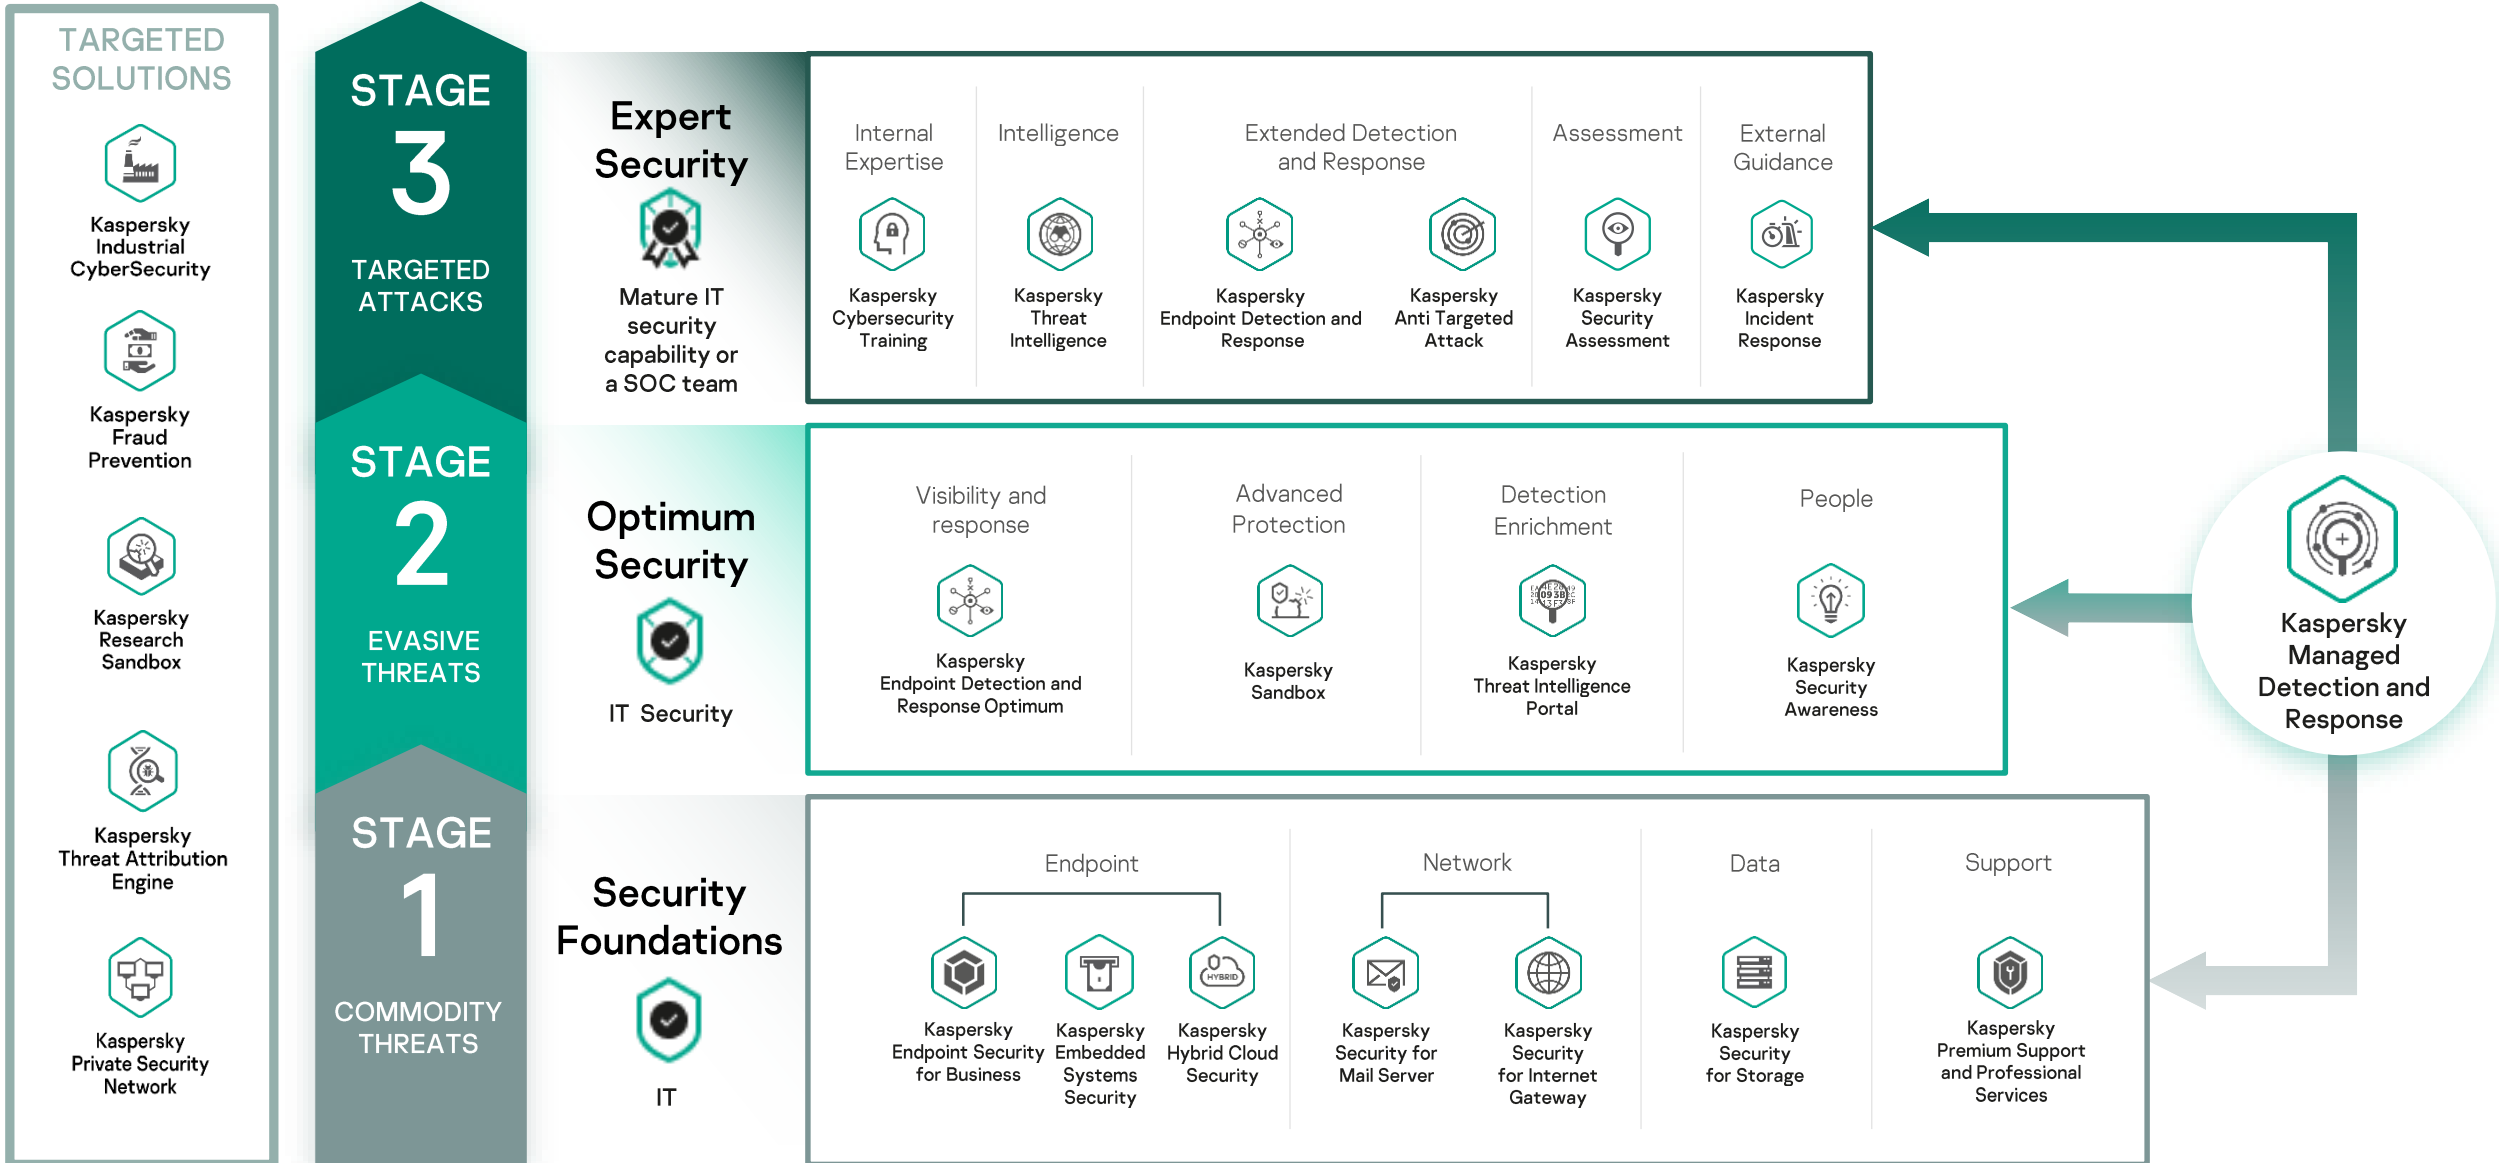 TARGETED
SOLUTIONS
Kaspersky
Industrial
CyberSecurity
Kaspersky
Fraud
Prevention
Kaspersky
Research
Sandbox
Kaspersky
Threat Attribution
Engine
Kaspersky
Private Security
Network
STAGE
3
TARGETED
ATTACKS
Expert
Security
Mature IT
security
capability or
a SOC team
Internal
Expertise
Kaspersky
Cybersecurity
Training
Intelligence
Kaspersky
Threat
Intelligence
Extended Detection
and Response
Kaspersky
Endpoint Detection and
Response
Kaspersky
Anti Targeted
Attack
Assessment
Kaspersky
Security
Assessment
External
Guidance
Kaspersky
Incident
Response
STAGE
2
EVASIVE
THREATS
Optimum
Security
IT Security
Visibility and
response
Kaspersky
Endpoint Detection and
Response Optimum
Advanced
Protection
Kaspersky
Sandbox
Detection
Enrichment
093B
Kaspersky
Threat Intelligence
Portal
People
Kaspersky
Security
Awareness
STAGE
1
COMMODITY
THREATS
Security
Foundations
IT
Endpoint
Kaspersky
Endpoint Security
for Business
Kaspersky
Embedded
Systems
Security
HYBRID
Kaspersky
Hybrid Cloud
Security
Network
Kaspersky
Security for
Mail Server
Kaspersky
Security
for Internet
Gateway
Data
Kaspersky
Security
for Storage
Support
Kaspersky
Premium Support
and Professional
Services
Kaspersky
Managed
Detection and
Response